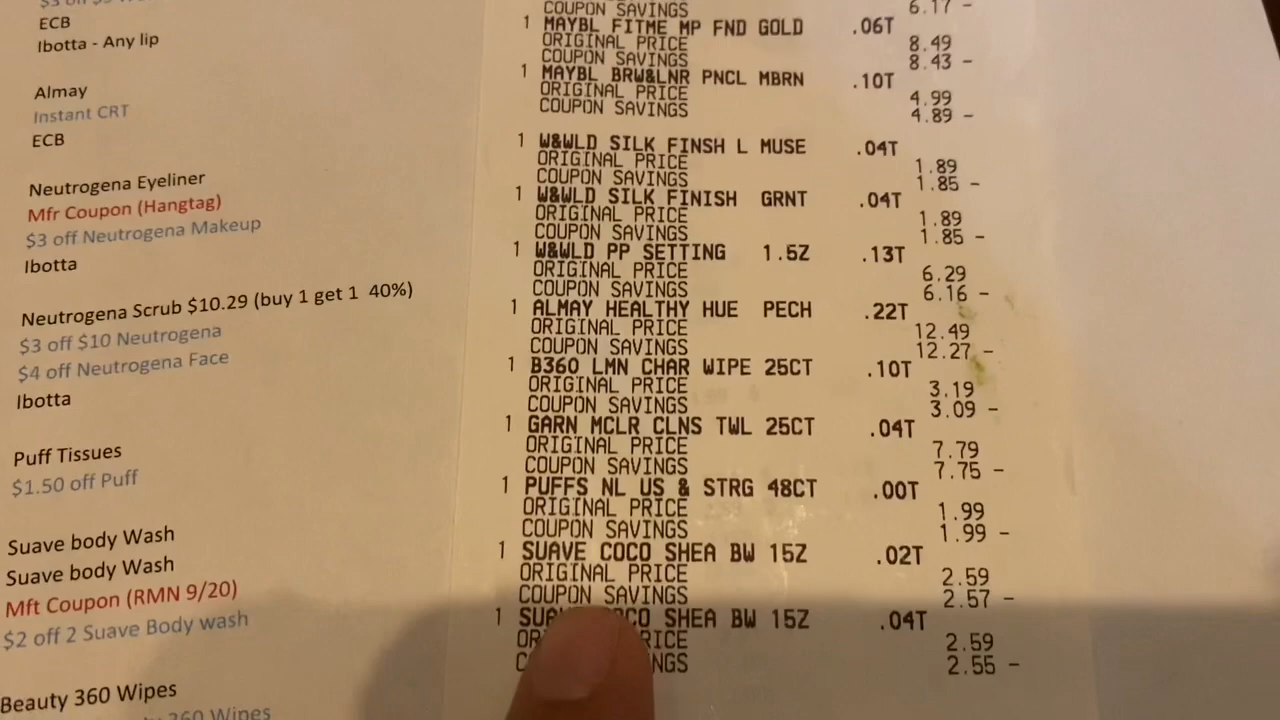 $3 off
ECB
Ibotta - Any lip
Almay
Instant CRT
ECB
Neutrogena Eyeliner
Mfr Coupon (Hangtag)
$3 off Neutrogena Makeup
Ibotta
Neutrogena Scrub $10.29 (buy 1 get 1 40%)
$3 off $10 Neutrogena
$4 off Neutrogena Face
Ibotta
Puff Tissues
$1.50 off Puff
Suave body Wash
Suave body Wash
Mft Coupon (RMN 9/20)
$2 off 2 Suave Body wash
Beauty 360 Wipes
360 Wipes
COUPON SAVINGS 6.17 -
1 MAYBL FITME MP FND GOLD .06T
ORIGINAL PRICE 8.49
COUPON SAVINGS 8.43 -
1 MAYBL BRW&LNR PNCL MBRN .10T
ORIGINAL PRICE 4.99
COUPON SAVINGS 4.89 -
1 W&WLD SILK FINSH L MUSE .04T
ORIGINAL PRICE 1.89
COUPON SAVINGS 1.85 -
1 W&WLD SILK FINISH GRNT .04T
ORIGINAL PRICE 1.89
COUPON SAVINGS 1.85 -
1 W&WLD PP SETTING 1.5Z .13T
ORIGINAL PRICE 6.29
COUPON SAVINGS 6.16 -
1 ALMAY HEALTHY HUE PECH .22T
ORIGINAL PRICE 12.49
COUPON SAVINGS 12.27 -
1 B360 LMN CHAR WIPE 25CT .10T
ORIGINAL PRICE 3.19
COUPON SAVINGS 3.09 -
1 GARN MCLR CLNS TWL 25CT .04T
ORIGINAL PRICE 7.79
COUPON SAVINGS 7.75 -
1 PUFFS NL US & STRG 48CT .00T
ORIGINAL PRICE 1.99
COUPON SAVINGS 1.99 -
1 SUAVE COCO SHEA BW 15Z .02T
ORIGINAL PRICE 2.59
COUPON SAVINGS 2.57 -
1 SHEA BW 15Z .04T
2.59
2.55 -